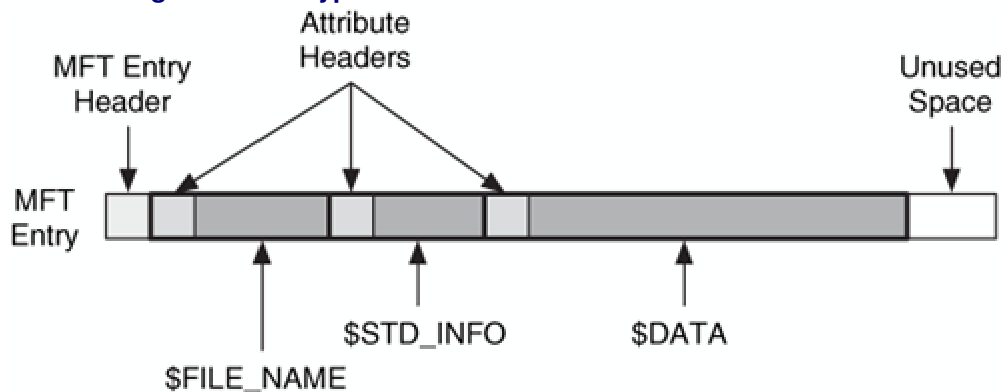 Attribute
Headers
MFT Entry
Header
Unused
Space
MFT
Entry
$STD_INFO
$DATA
$FILE_NAME